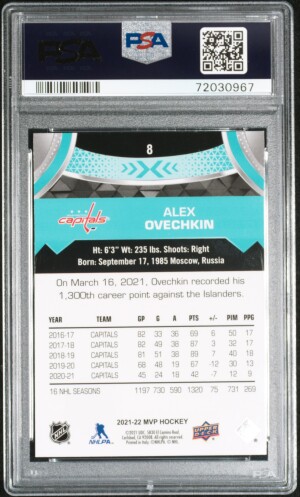 PSA
PSA
72030967
8
capitals
ALEX
OVECHKIN
Ht: 6'3" Wt: 235 lbs. Shoots: Right
Born: September 17, 1985 Moscow, Russia
On March 16, 2021, Ovechkin recorded his
1,300th career point against the Islanders.
YEAR TEAM GP G A PTS +/- PIM PPG
2016-17 CAPITALS 82 33 36 69 6 50 17
2017-18 CAPITALS 82 49 38 87 3 32 17
2018-19 CAPITALS 81 51 38 89 7 40 18
2019-20 CAPITALS 68 48 19 67 -12 30 13
2020-21 CAPITALS 45 24 18 42 -7 12 9
16 NHL SEASONS 1197 730 590 1320 75 731 269
2021-22 MVP HOCKEY
NHL
NHLPA
UPPER DECK